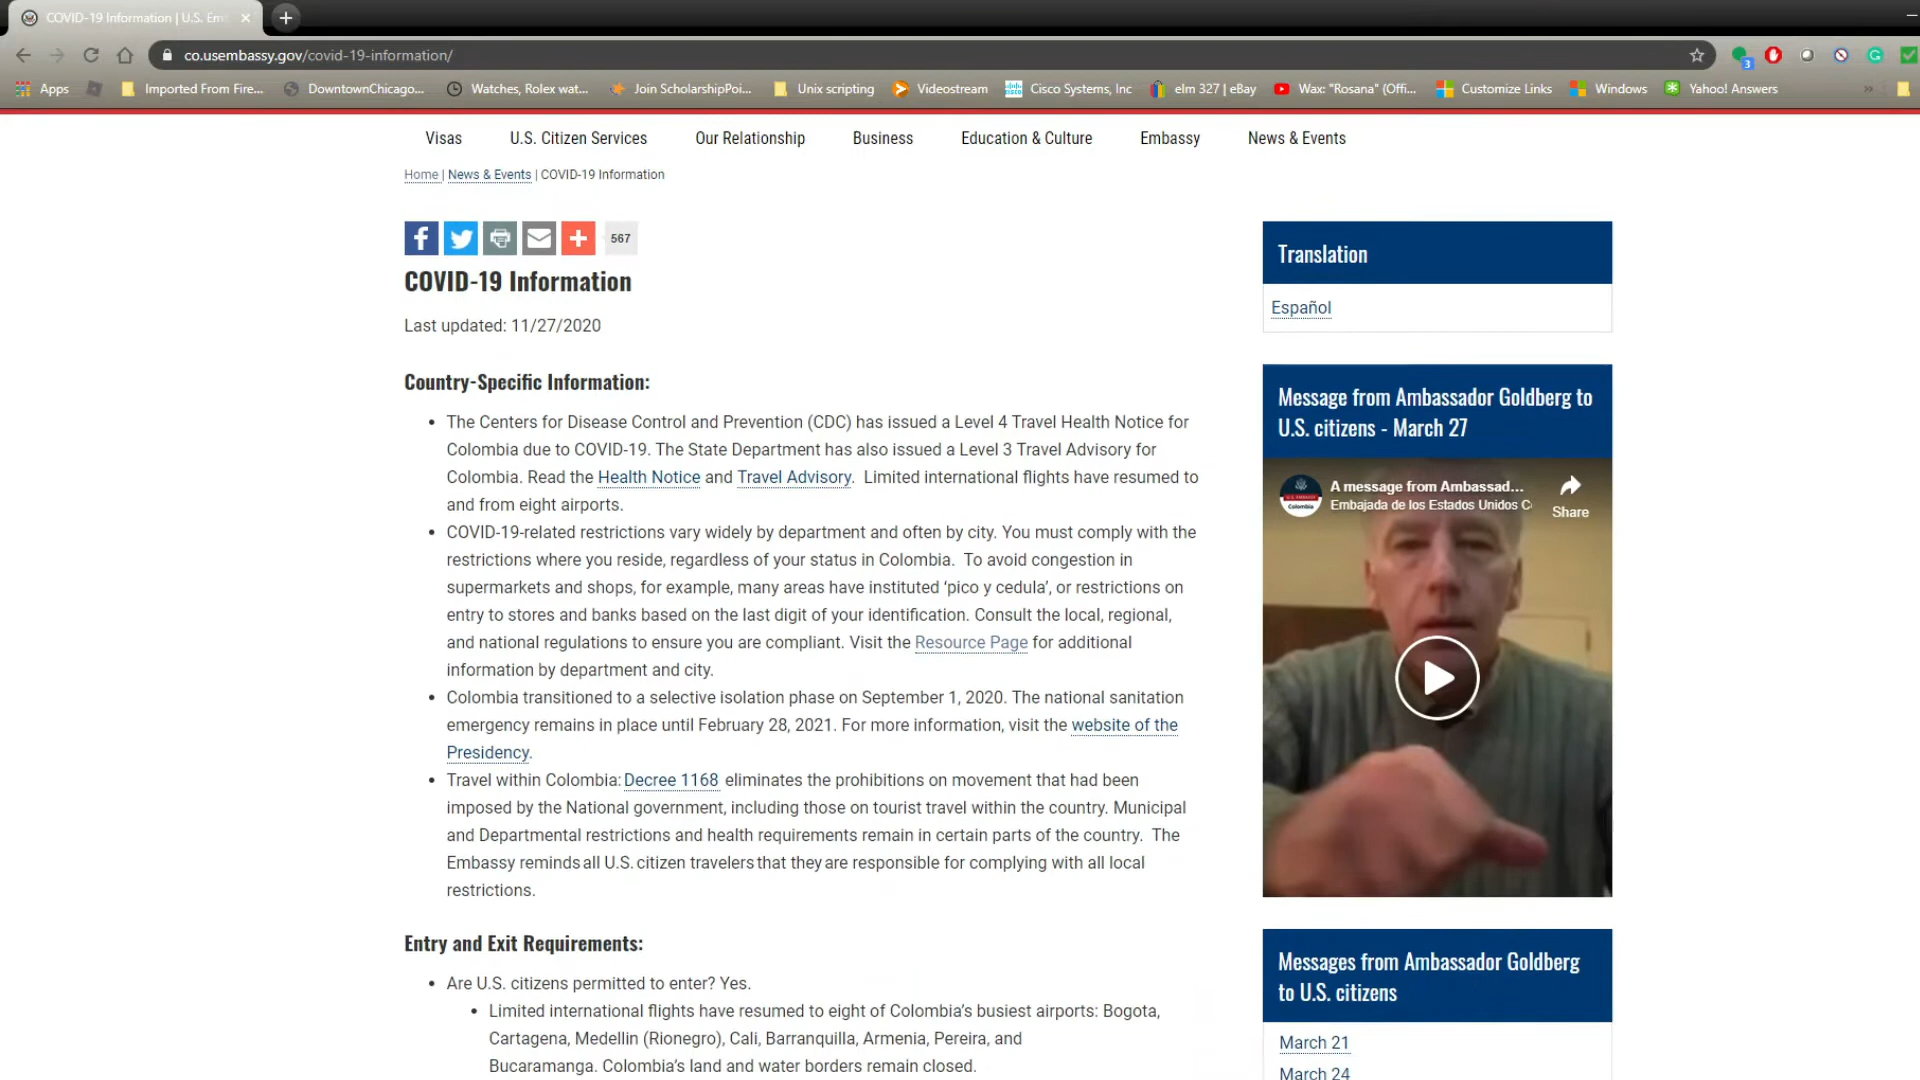 COVID-19 Information | U.S. Em
co.usembassy.gov/covid-19-information/
3
Apps
Imported From Fire...
DowntownChicago...
Watches, Rolex wat...
Join ScholarshipPoi...
Unix scripting
Videostream
Cisco Systems, Inc
elm 327 | eBay
Wax: "Rosana" (Offi...
Customize Links
Windows
Yahoo! Answers
»
Visas
U.S. Citizen Services
Our Relationship
Business
Education & Culture
Embassy
News & Events
Home | News & Events | COVID-19 Information
567
COVID-19 Information
Last updated: 11/27/2020
Country-Specific Information:
• The Centers for Disease Control and Prevention (CDC) has issued a Level 4 Travel Health Notice for
Colombia due to COVID-19. The State Department has also issued a Level 3 Travel Advisory for
Colombia. Read the Health Notice and Travel Advisory. Limited international flights have resumed to
and from eight airports.
• COVID-19-related restrictions vary widely by department and often by city. You must comply with the
restrictions where you reside, regardless of your status in Colombia. To avoid congestion in
supermarkets and shops, for example, many areas have instituted ‘pico y cedula’, or restrictions on
entry to stores and banks based on the last digit of your identification. Consult the local, regional,
and national regulations to ensure you are compliant. Visit the Resource Page for additional
information by department and city.
• Colombia transitioned to a selective isolation phase on September 1, 2020. The national sanitation
emergency remains in place until February 28, 2021. For more information, visit the website of the
Presidency.
• Travel within Colombia: Decree 1168 eliminates the prohibitions on movement that had been
imposed by the National government, including those on tourist travel within the country. Municipal
and Departmental restrictions and health requirements remain in certain parts of the country. The
Embassy reminds all U.S. citizen travelers that they are responsible for complying with all local
restrictions.
Entry and Exit Requirements:
• Are U.S. citizens permitted to enter? Yes.
• Limited international flights have resumed to eight of Colombia’s busiest airports: Bogota,
Cartagena, Medellin (Rionegro), Cali, Barranquilla, Armenia, Pereira, and
Bucaramanga. Colombia’s land and water borders remain closed.
Translation
Español
Message from Ambassador Goldberg to
U.S. citizens - March 27
A message from Ambassad...
Embajada de los Estados Unidos C
Share
Messages from Ambassador Goldberg
to U.S. citizens
March 21
March 24